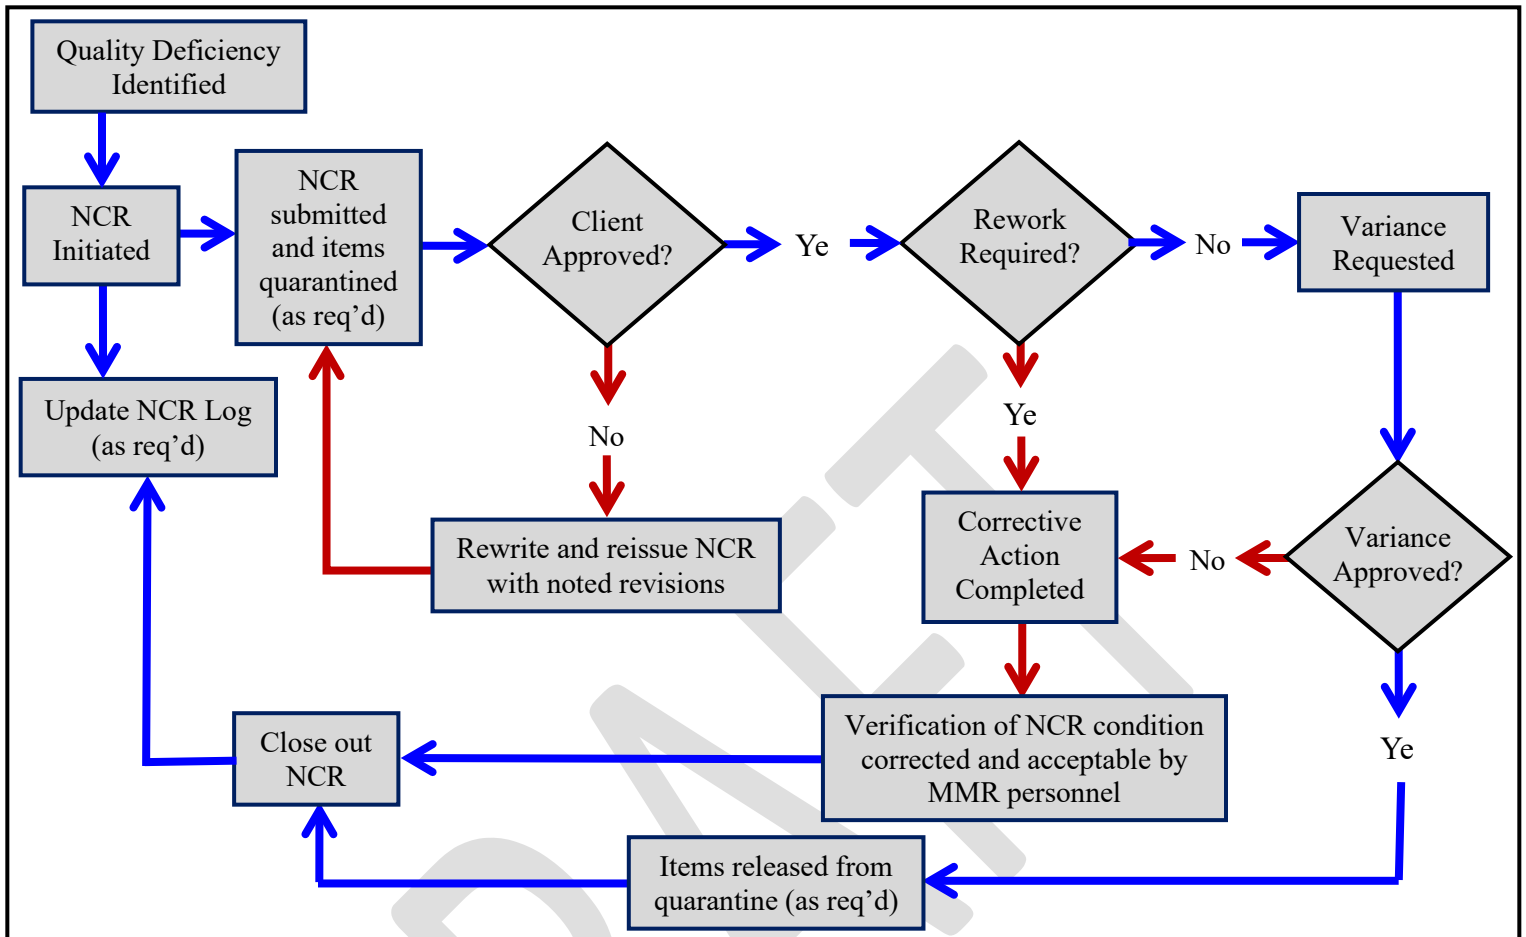 Quality Deficiency
Identified
NCR
Initiated
NCR
submitted
and items
quarantined
(as req’d)
Client
Approved?
Ye
Rework
Required?
No
Variance
Requested
Update NCR Log
(as req’d)
No
Ye
Rewrite and reissue NCR
with noted revisions
Corrective
Action
Completed
No
Variance
Approved?
Close out
NCR
Verification of NCR condition
corrected and acceptable by
MMR personnel
Ye
Items released from
quarantine (as req’d)
DRAFT